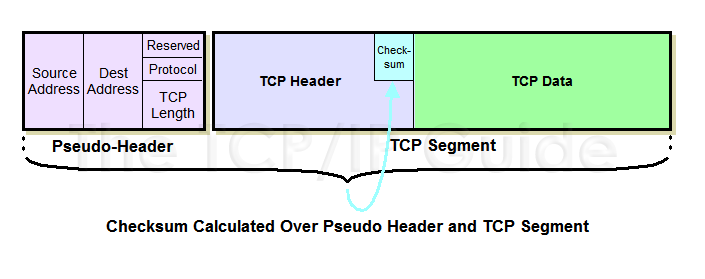 Source
Address
Dest
Address
Reserved
Protocol
TCP
Length
TCP Header
Check-
sum
TCP Data
The TCP/IP Guide
Pseudo-Header
TCP Segment
Checksum Calculated Over Pseudo Header and TCP Segment